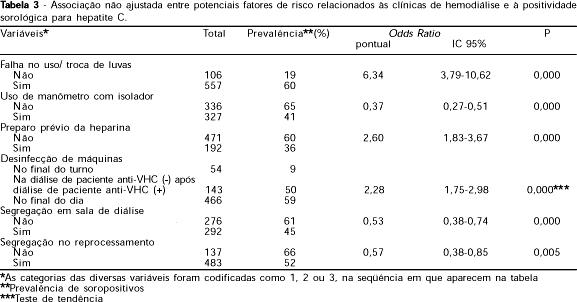 Tabela 3 - Associação não ajustada entre potenciais fatores de risco relacionados às clínicas de hemodiálise e à positividade
sorológica para hepatite C.
Variáveis* Total Prevalência**(%) Odds Ratio P
pontual IC 95%
Falha no uso/ troca de luvas
Não 106 19 6,34 3,79-10,62 0,000
Sim 557 60
Uso de manômetro com isolador
Não 336 65 0,37 0,27-0,51 0,000
Sim 327 41
Preparo prévio da heparina
Não 471 60 2,60 1,83-3,67 0,000
Sim 192 36
Desinfecção de máquinas
No final do turno 54 9
Na diálise de paciente anti-VHC (-) após
diálise de paciente anti-VHC (+) 143 50 2,28 1,75-2,98 0,000***
No final do dia 466 59
Segregação em sala de diálise
Não 276 61 0,53 0,38-0,74 0,000
Sim 292 45
Segregação no reprocessamento
Não 137 66 0,57 0,38-0,85 0,005
Sim 483 52
*As categorias das diversas variáveis foram codificadas como 1, 2 ou 3, na seqüência em que aparecem na tabela
**Prevalência de soropositivos
***Teste de tendência